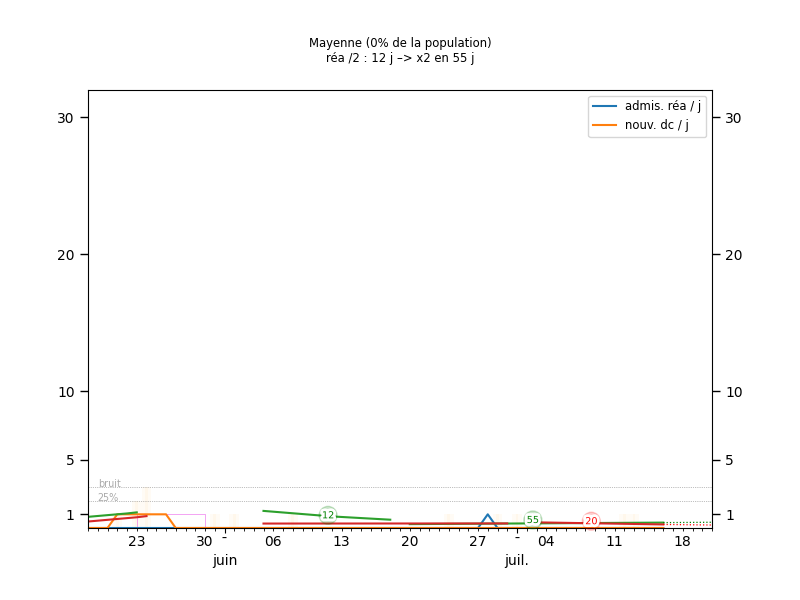 Mayenne (0% de la population)
réa /2 : 12 j –> x2 en 55 j
admis. réa / j
nouv. dc / j
30 30
20 20
10 10
5 5
bruit
25%
1 12 55 20 1
23 30 - 06 13 20 27 - 04 11 18
juin juil.